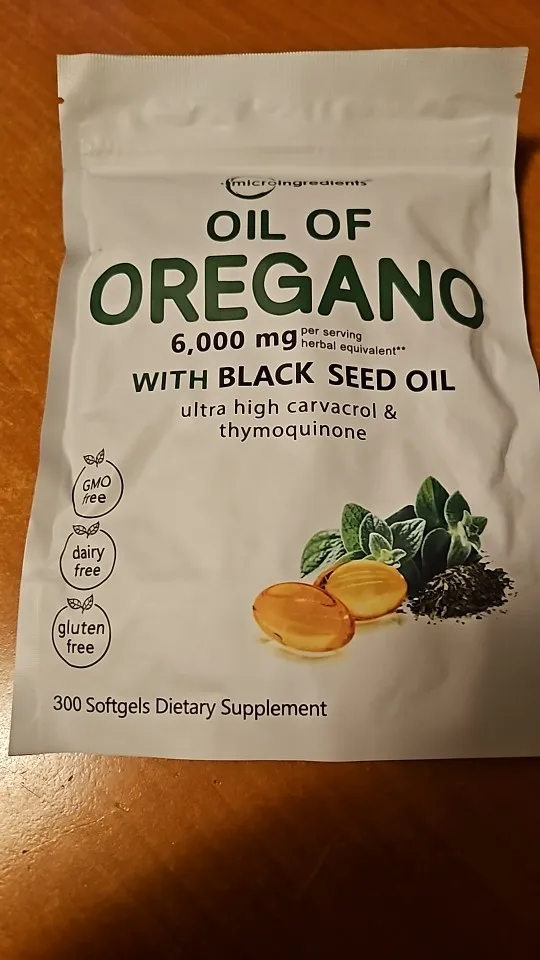 microingredients
OIL OF
OREGANO
6,000 mg per serving
herbal equivalent**
WITH BLACK SEED OIL
ultra high carvacrol &
thymoquinone
GMO
free
dairy
free
gluten
free
300 Softgels Dietary Supplement